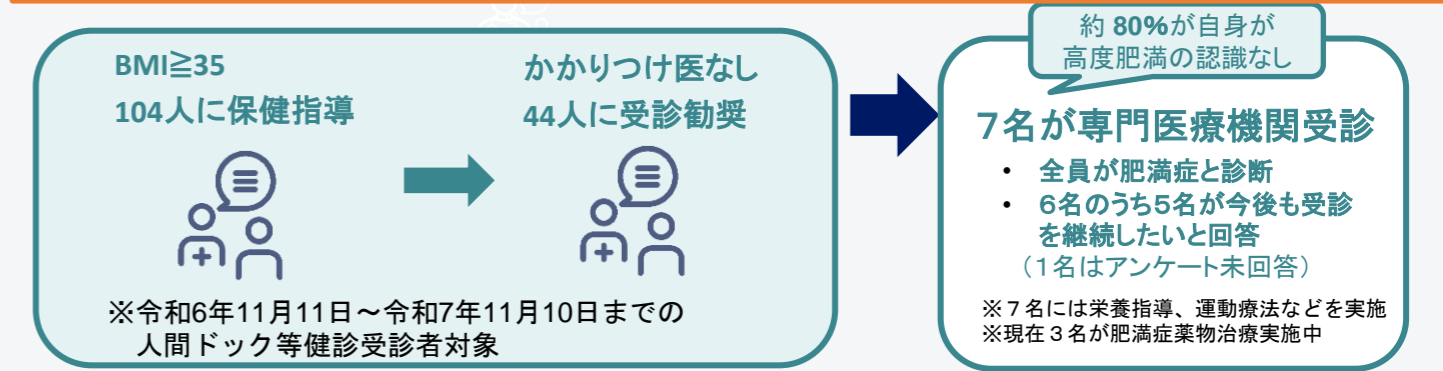 BMI≧35
104人に保健指導
かかりつけ医なし
44人に受診勧奨
※令和6年11月11日~令和7年11月10日までの
人間ドック等健診受診者対象
約 80%が自身が
高度肥満の認識なし
7名が専門医療機関受診
• 全員が肥満症と診断
• 6名のうち5名が今後も受診
を継続したいと回答
（1名はアンケート未回答）
※７名には栄養指導、運動療法などを実施
※現在３名が肥満症薬物治療実施中